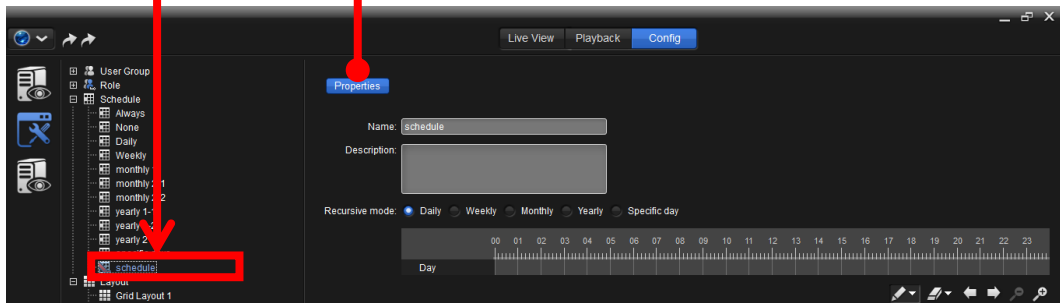 Live View Playback Config
User Group
Role
Schedule
Always
None
Daily
Weekly
monthly
monthly
monthly
yearly 1-
yearly
yearly 2
schedule
Layout
Grid Layout 1
Properties
Name: schedule
Description:
Recursive mode: Daily Weekly Monthly Yearly Specific day
00 01 02 03 04 05 06 07 08 09 10 11 12 13 14 15 16 17 18 19 20 21 22 23
Day